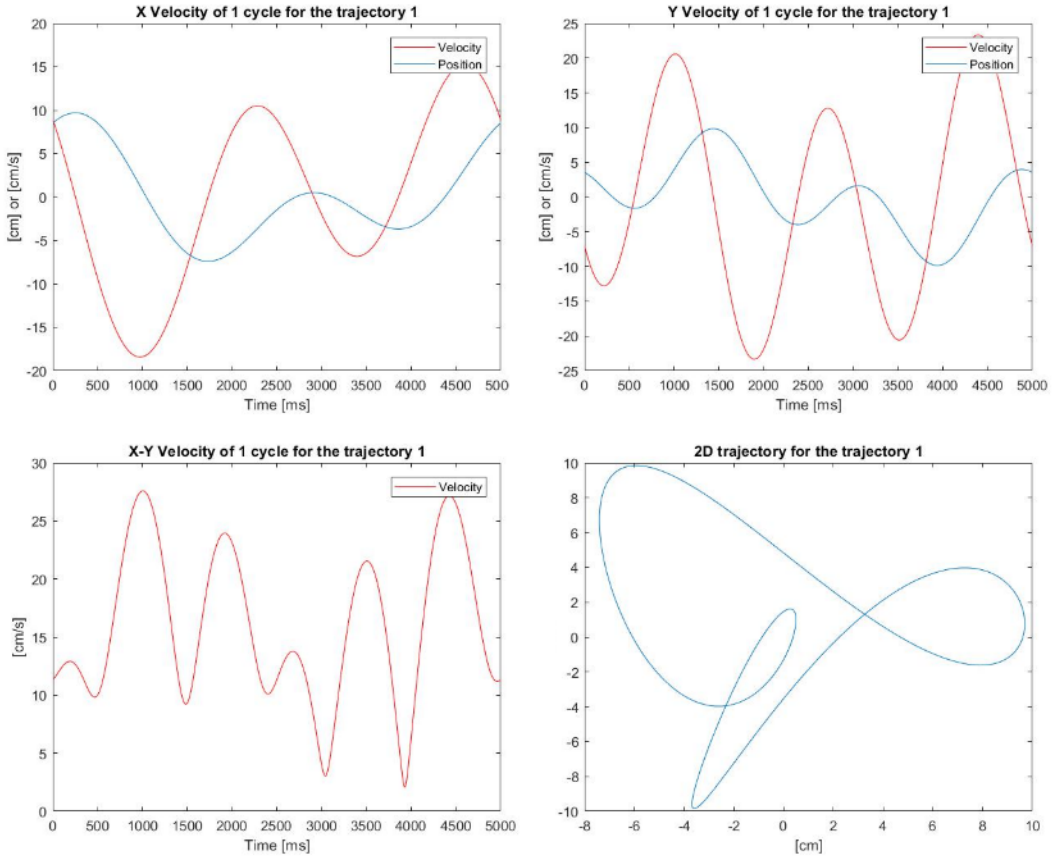 X Velocity of 1 cycle for the trajectory 1
20
15
10
5
0
-5
-10
-15
-20
[cm] or [cm/s]
Velocity
Position
0 500 1000 1500 2000 2500 3000 3500 4000 4500 5000
Time [ms]
Y Velocity of 1 cycle for the trajectory 1
25
20
15
10
5
0
-5
-10
-15
-20
-25
[cm] or [cm/s]
Velocity
Position
0 500 1000 1500 2000 2500 3000 3500 4000 4500 5000
Time [ms]
X-Y Velocity of 1 cycle for the trajectory 1
30
25
20
15
10
5
0
[cm/s]
Velocity
0 500 1000 1500 2000 2500 3000 3500 4000 4500 5000
Time [ms]
2D trajectory for the trajectory 1
10
8
6
4
2
0
-2
-4
-6
-8
-10
-8 -6 -4 -2 0 2 4 6 8 10
[cm]